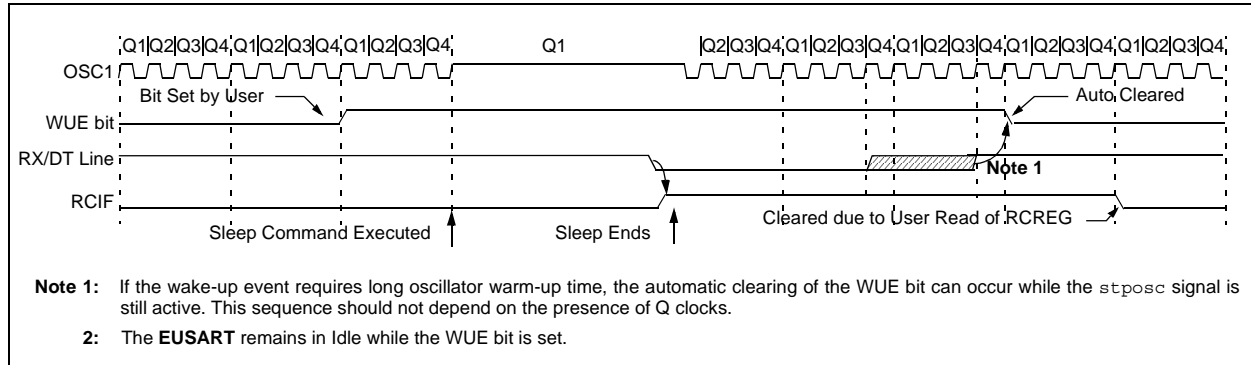 Q1 Q2 Q3 Q4 Q1 Q2 Q3 Q4 Q1 Q2 Q3 Q4 Q1 Q2 Q3 Q4 Q1 Q2 Q3 Q4 Q1 Q2 Q3 Q4 Q1 Q2 Q3 Q4 Q1 Q2 Q3 Q4
OSC1
Bit Set by User
Auto Cleared
WUE bit
RX/DT Line
Note 1
RCIF
Cleared due to User Read of RCREG
Sleep Command Executed
Sleep Ends
Note 1: If the wake-up event requires long oscillator warm-up time, the automatic clearing of the WUE bit can occur while the stposc signal is
still active. This sequence should not depend on the presence of Q clocks.
2: The EUSART remains in Idle while the WUE bit is set.